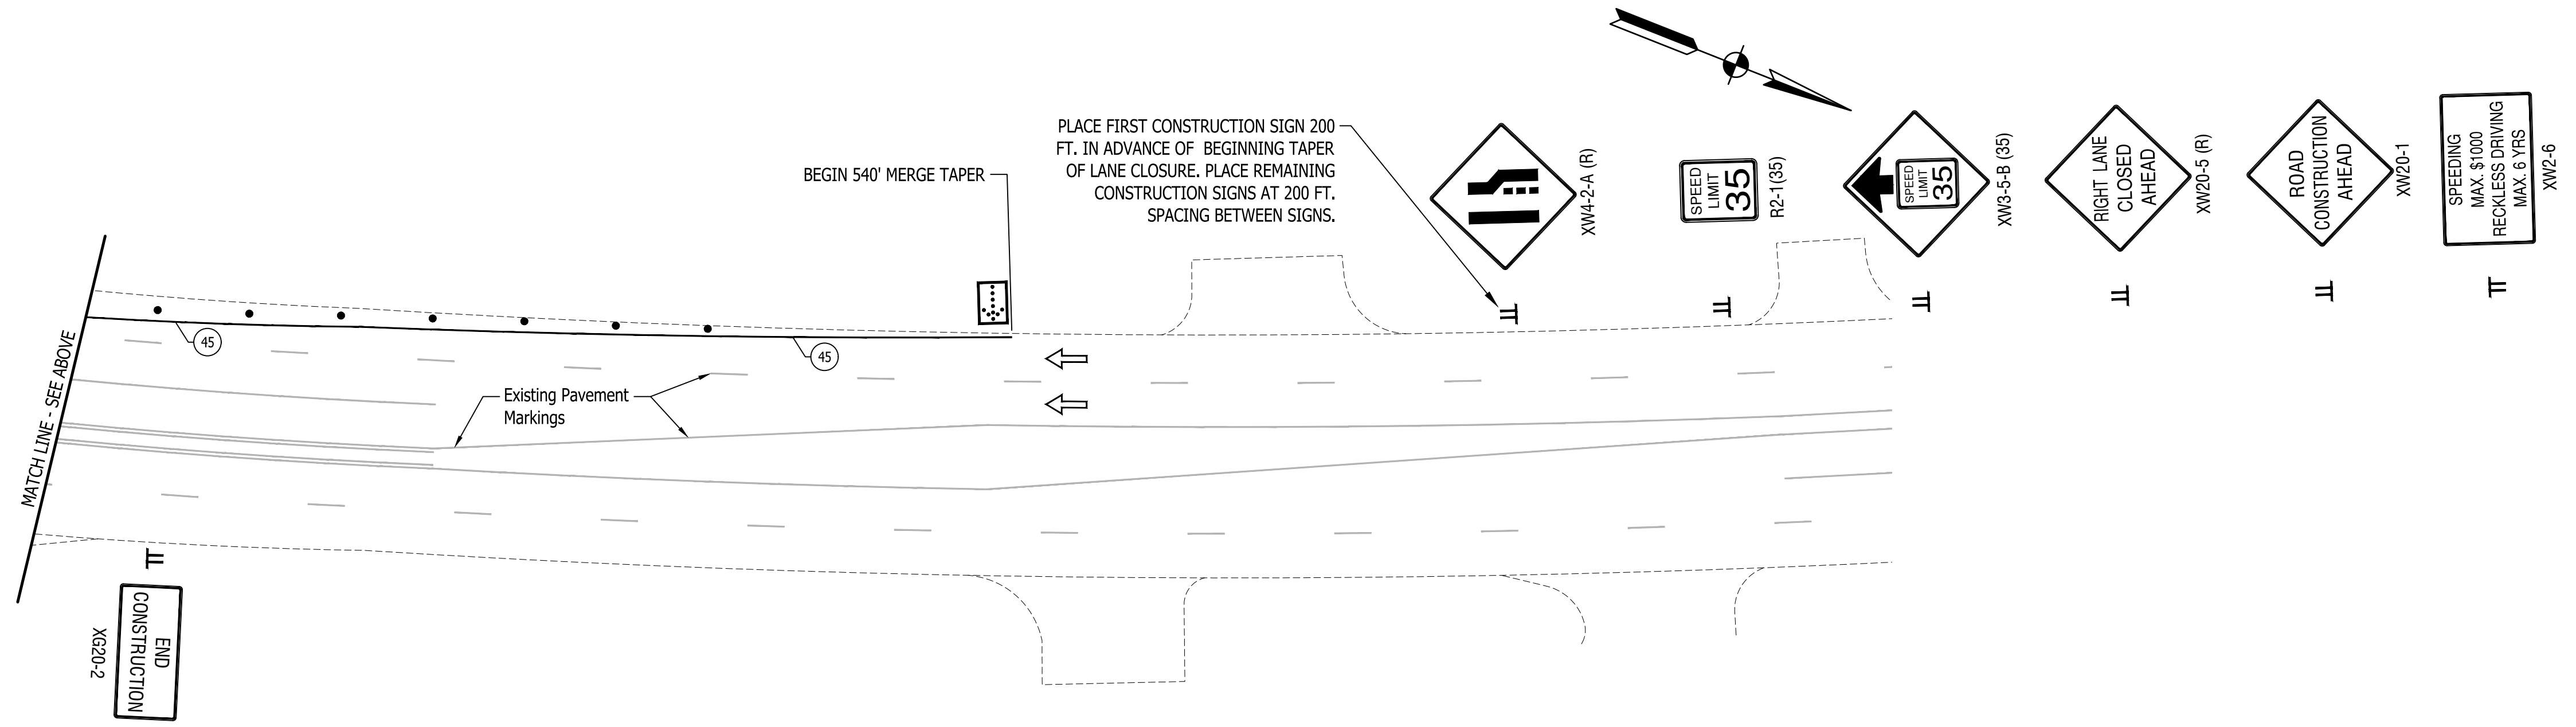 PLACE FIRST CONSTRUCTION SIGN 200
FT. IN ADVANCE OF BEGINNING TAPER
OF LANE CLOSURE. PLACE REMAINING
CONSTRUCTION SIGNS AT 200 FT.
SPACING BETWEEN SIGNS.
BEGIN 540' MERGE TAPER
XW4-2-A (R)
SPEED
LIMIT
35
R2-1(35)
SPEED
LIMIT
35
XW3-5-B (35)
RIGHT LANE
CLOSED
AHEAD
XW20-5 (R)
ROAD
CONSTRUCTION
AHEAD
XW20-1
SPEEDING
MAX. $1000
RECKLESS DRIVING
MAX. 6 YRS
XW2-6
MATCH LINE - SEE ABOVE
45
45
Existing Pavement
Markings
END
CONSTRUCTION
XG20-2